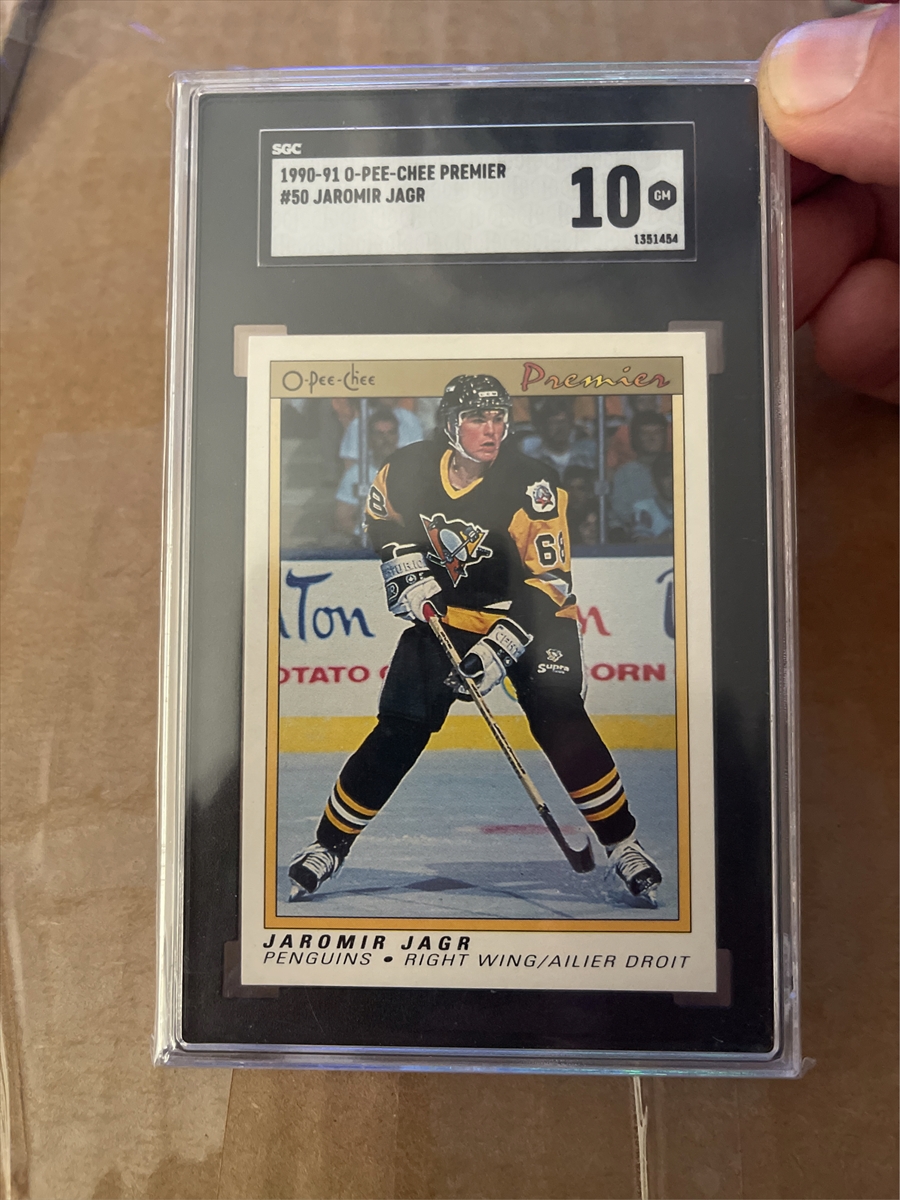 SGC
1990-91 O-PEE-CHEE PREMIER
#50 JAROMIR JAGR
10
GM
1351454
O-Pee-Chee
Premier
8
68
Ton
OTATO
ORN
Supra
JAROMIR JAGR
PENGUINS • RIGHT WING/AILIER DROIT